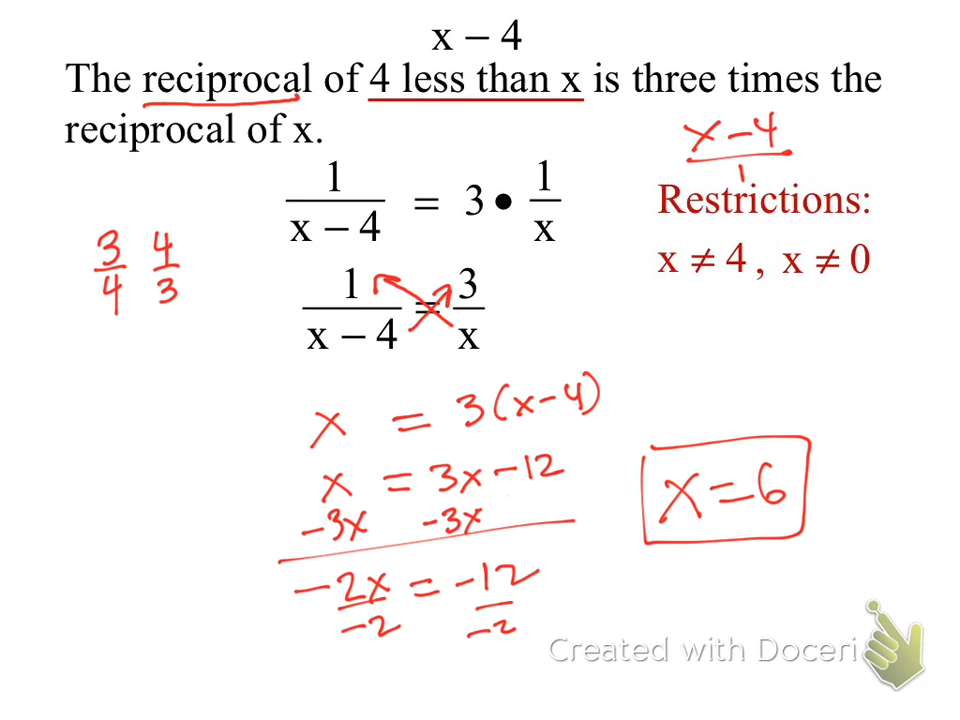 x – 4
The reciprocal of 4 less than x is three times the
reciprocal of x.
x – 4
1
1/(x – 4) = 3 • 1/x
Restrictions:
x ≠ 4 , x ≠ 0
3/4 4/3
1/(x – 4) = 3/x
x = 3(x-4)
x = 3x-12
-3x -3x
x=6
-2x = -12
-2 -2
Created with Doceri